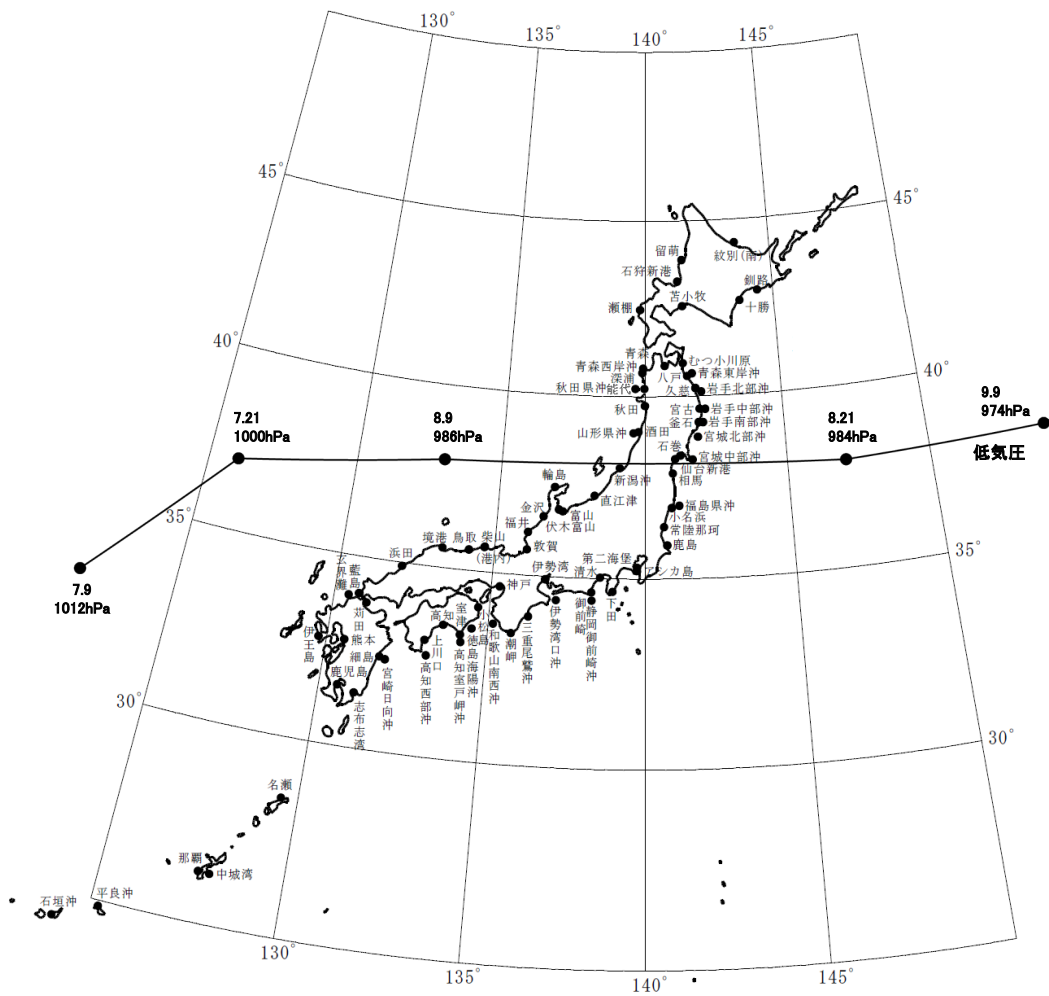 130°
135°
140°
145°
45°
45°
留萌
紋別(南)
石狩新港
釧路
苫小牧
十勝
瀬棚
40°
40°
青森
むつ小川原
青森西岸沖
青森東岸沖
深浦
八戸
秋田県沖
能代
久慈
岩手北部沖
9.9
974hPa
7.21
1000hPa
8.9
986hPa
秋田
宮古
岩手中部沖
釜石
岩手南部沖
8.21
984hPa
山形県沖
酒田
宮城北部沖
石巻
宮城中部沖
低気圧
仙台新港
新潟沖
相馬
輪島
直江津
福島県沖
金沢
富山
伏木富山
小名浜
福井
常陸那珂
35°
35°
境港
鳥取
柴山
(港内)
敦賀
鹿島
浜田
玄界灘
藍島
第二海堡
アシカ島
伊勢湾
清水
7.9
1012hPa
神戸
下田
御前崎
静岡御前崎沖
苅田
高知
室津
小松島
伊勢湾口沖
伊王島
熊本
上川口
徳島海陽沖
和歌山南西沖
潮岬
三重尾鷲沖
細島
高知西部沖
高知室戸岬沖
鹿児島
宮崎日向沖
志布志湾
30°
30°
名瀬
那覇
中城湾
石垣沖
平良沖
130°
135°
140°
145°